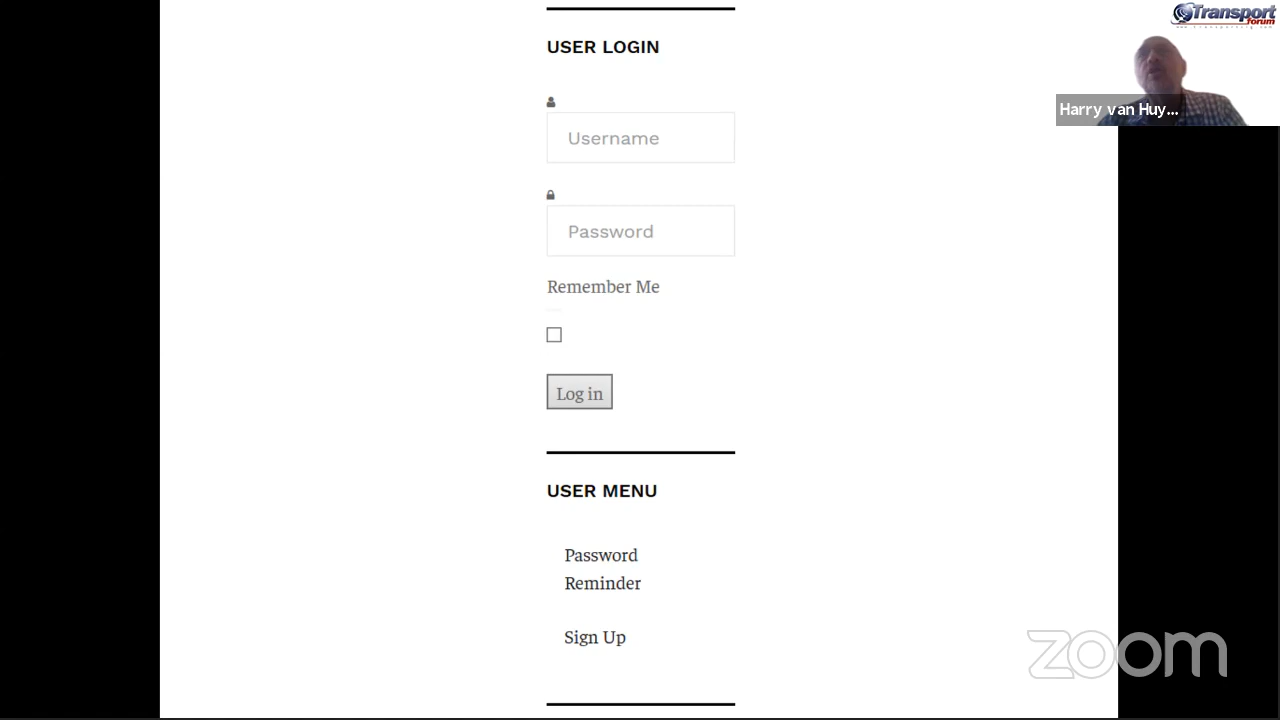 Transport
forum
Harry van Huy...
USER LOGIN
Username
Password
Remember Me
Log in
USER MENU
Password
Reminder
Sign Up
zoom